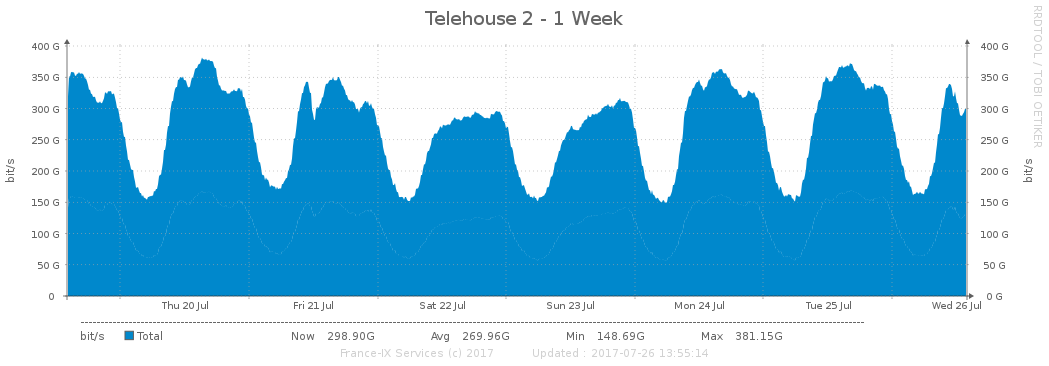 Telehouse 2 - 1 Week
RRDTOOL / TOBI OETIKER
400 G 400 G
350 G 350 G
300 G 300 G
250 G 250 G
200 G 200 G
150 G 150 G
100 G 100 G
50 G 50 G
0 0 G
bit/s bit/s
Thu 20 Jul Fri 21 Jul Sat 22 Jul Sun 23 Jul Mon 24 Jul Tue 25 Jul Wed 26 Jul
bit/s Total Now 298.90G Avg 269.96G Min 148.69G Max 381.15G
France-IX Services (c) 2017 Updated : 2017-07-26 13:55:14